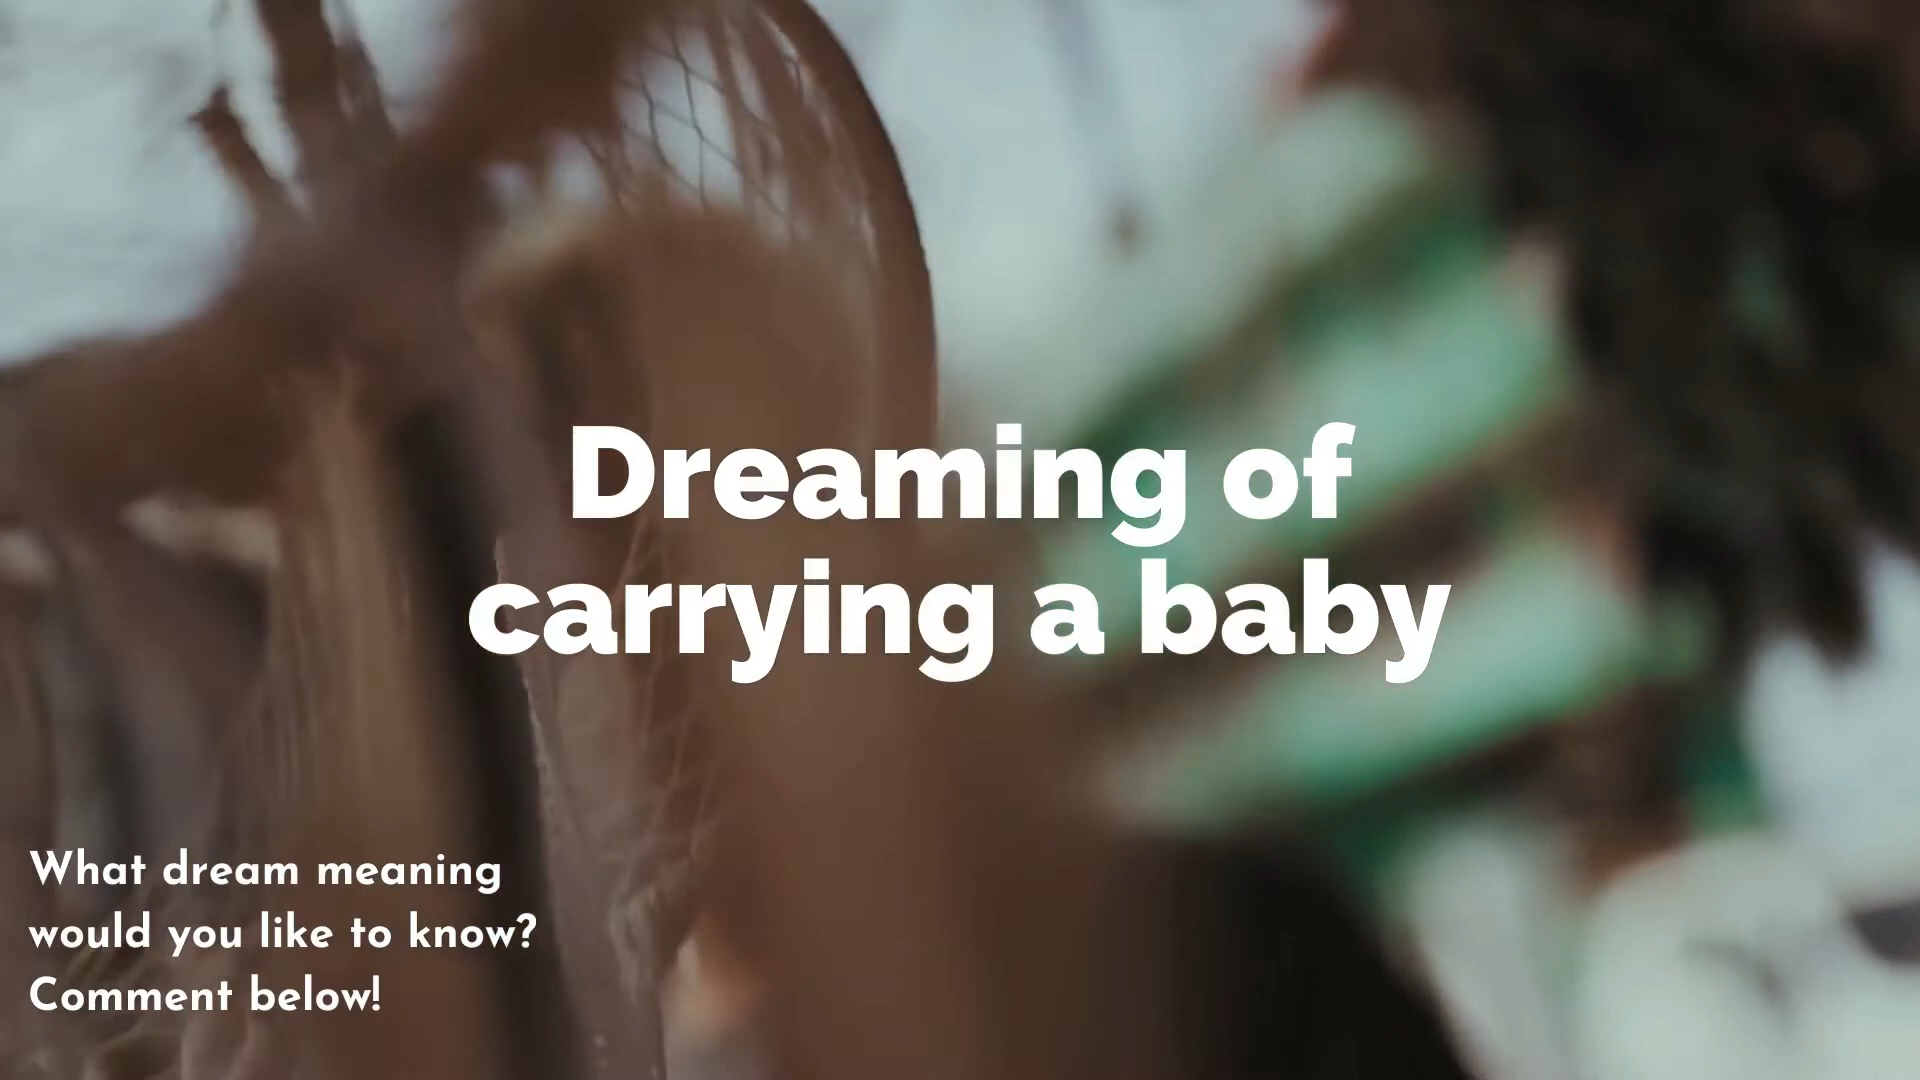 Dreaming of
carrying a baby
What dream meaning
would you like to know?
Comment below!